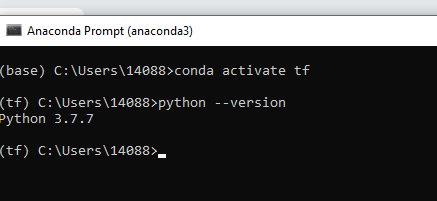 Anaconda Prompt (anaconda3)
(base) C:\Users\14088>conda activate tf
(tf) C:\Users\14088>python --version
Python 3.7.7
(tf) C:\Users\14088>